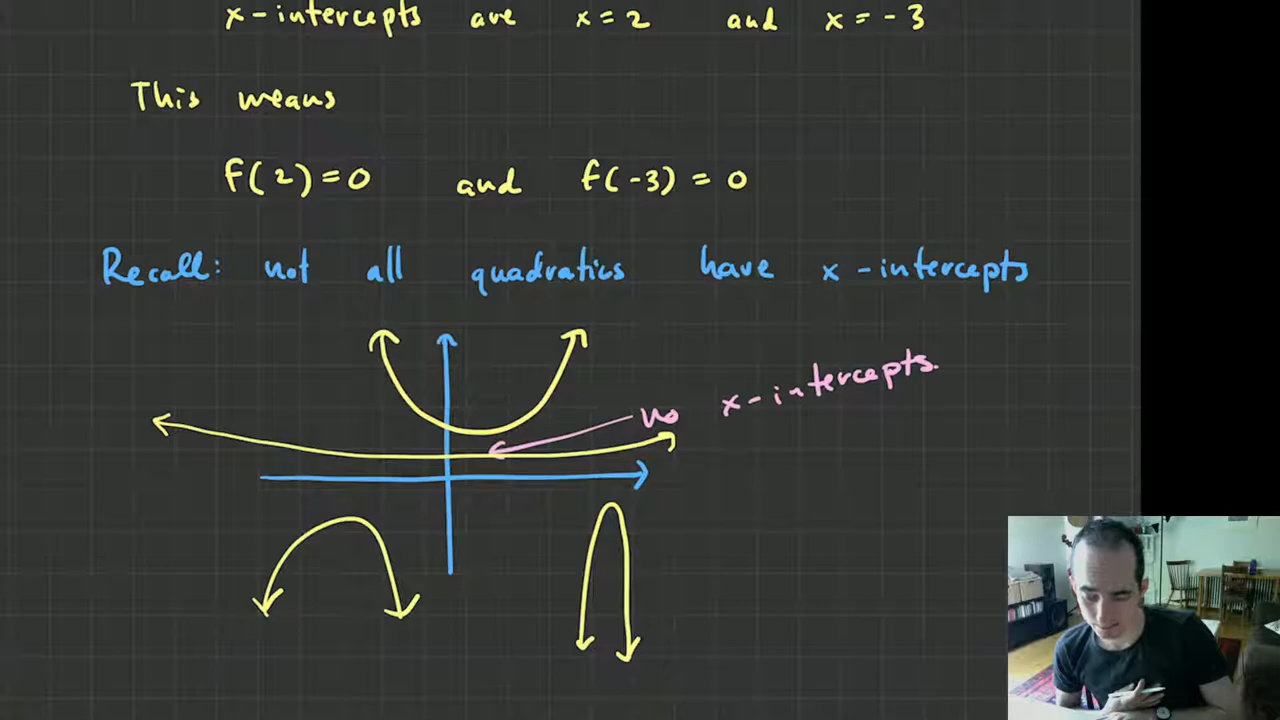 x-intercepts are x = 2 and x = -3
This means
f(2) = 0 and f(-3) = 0
Recall: not all quadratics have x-intercepts
no x-intercepts.